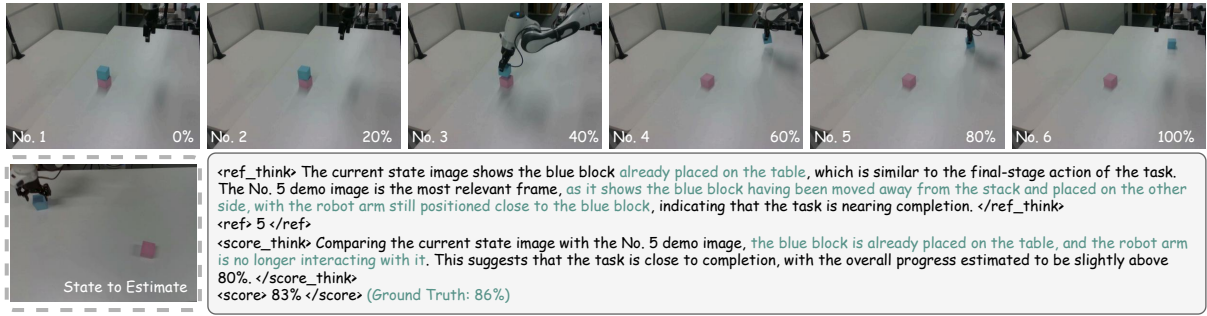 No. 1 0% No. 2 20% No. 3 40% No. 4 60% No. 5 80% No. 6 100%
State to Estimate
<ref_think> The current state image shows the blue block already placed on the table, which is similar to the final-stage action of the task.
The No. 5 demo image is the most relevant frame, as it shows the blue block having been moved away from the stack and placed on the other
side, with the robot arm still positioned close to the blue block, indicating that the task is nearing completion. </ref_think>
<ref> 5 </ref>
<score_think> Comparing the current state image with the No. 5 demo image, the blue block is already placed on the table, and the robot arm
is no longer interacting with it. This suggests that the task is close to completion, with the overall progress estimated to be slightly above
80%. </score_think>
<score> 83% </score> (Ground Truth: 86%)